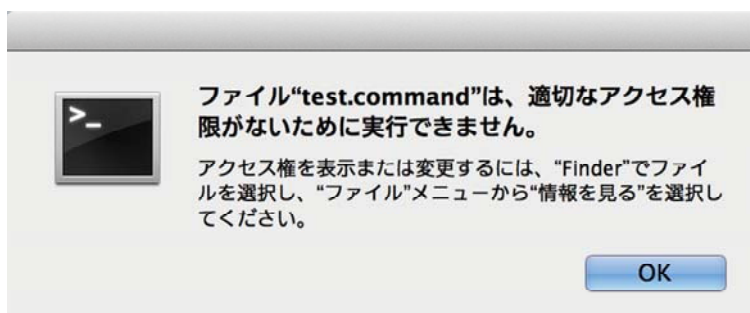 ファイル“test.command”は、適切なアクセス権
限がないために実行できません。
アクセス権を表示または変更するには、“Finder”でファイ
ルを選択し、“ファイル”メニューから“情報を見る”を選択し
てください。
OK